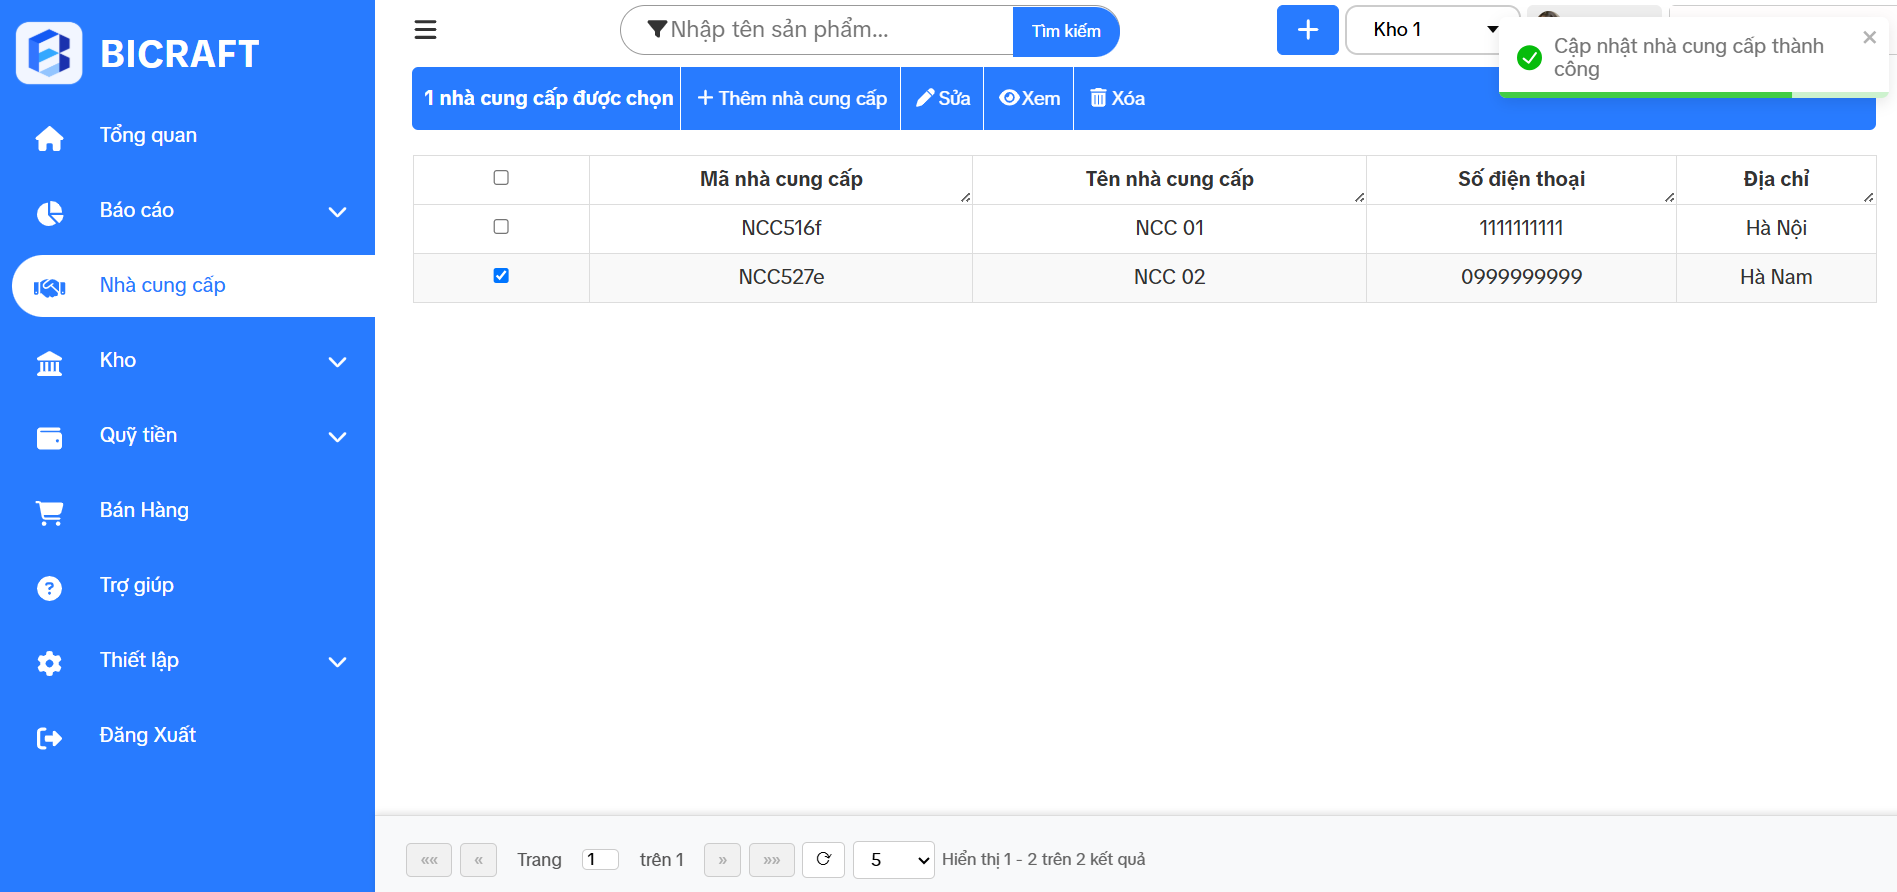 BICRAFT
Tổng quan
Báo cáo
Nhà cung cấp
Kho
Quỹ tiền
Bán Hàng
Trợ giúp
Thiết lập
Đăng Xuất
Nhập tên sản phẩm... Tìm kiếm
Kho 1
Cập nhật nhà cung cấp thành
công
1 nhà cung cấp được chọn Thêm nhà cung cấp Sửa Xem Xóa
Mã nhà cung cấp Tên nhà cung cấp Số điện thoại Địa chỉ
NCC516f NCC 01 1111111111 Hà Nội
NCC527e NCC 02 0999999999 Hà Nam
«« « Trang 1 trên 1 » »» 5 Hiển thị 1 - 2 trên 2 kết quả